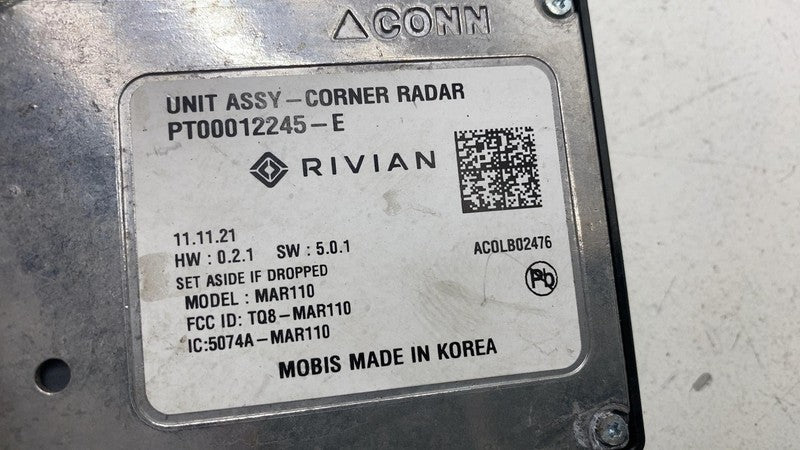 △CONN
UNIT ASSY-CORNER RADAR
PT00012245-E
RIVIAN
11.11.21
HW : 0.2.1 SW : 5.0.1
AC0LB02476
SET ASIDE IF DROPPED
Pb
MODEL : MAR110
FCC ID: TQ8-MAR110
IC:5074A-MAR110
MOBIS MADE IN KOREA